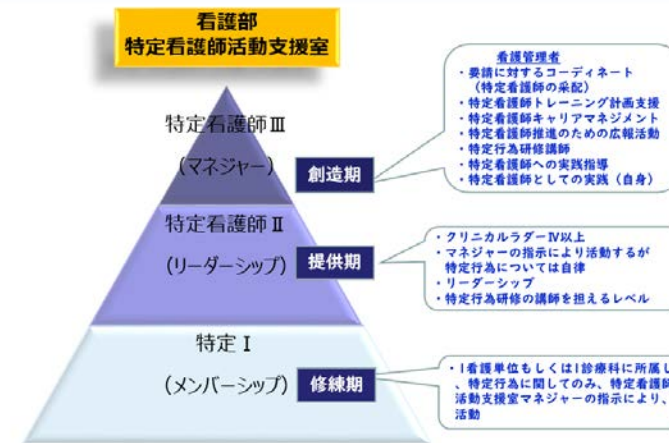 看護部
特定看護師活動支援室
特定看護師Ⅲ
(マネジャー)
創造期
看護管理者
・要請に対するコーディネート
(特定看護師の采配)
・特定看護師トレーニング計画支援
・特定看護師キャリアマネジメント
・特定看護師推進のための広報活動
・特定行為研修講師
・特定看護師への実践指導
・特定看護師としての実践(自身)
特定看護師Ⅱ
(リーダーシップ)
提供期
・クリニカルラダーⅣ以上
・マネジャーの指示により活動するが
特定行為については自律
・リーダーシップ
・特定行為研修の講師を担えるレベル
特定Ⅰ
(メンバーシップ)
修練期
・1看護単位もしくは1診療科に所属し
、特定行為に関してのみ、特定看護師
活動支援室マネジャーの指示により、
活動